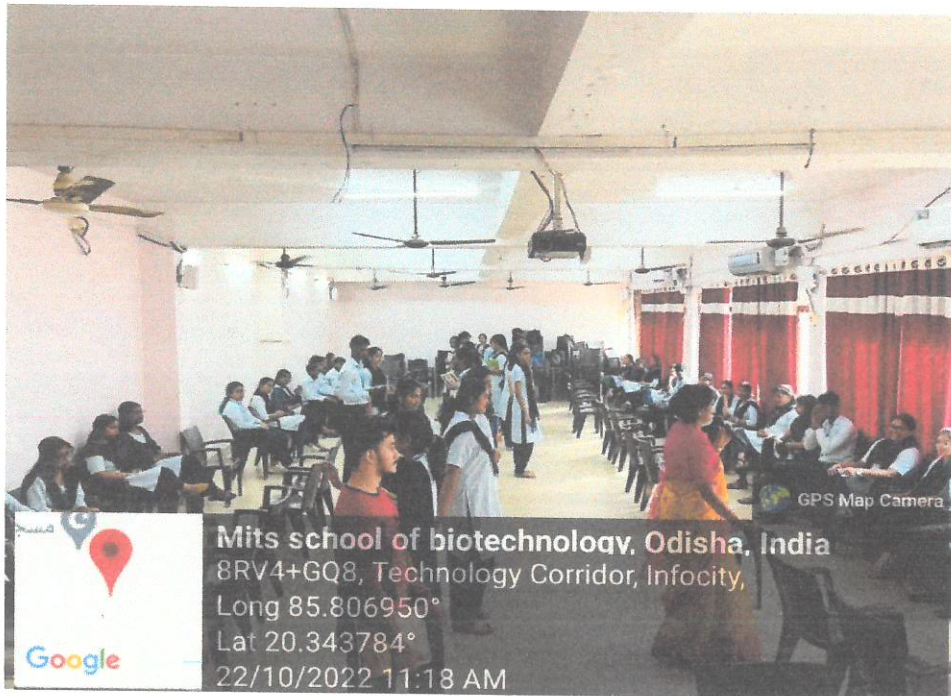 GPS Map Camera
Mits school of biotechnology, Odisha, India
8RV4+GQ8, Technology Corridor, Infocity,
Long 85.806950°
Lat 20.343784°
22/10/2022 11:18 AM
Google